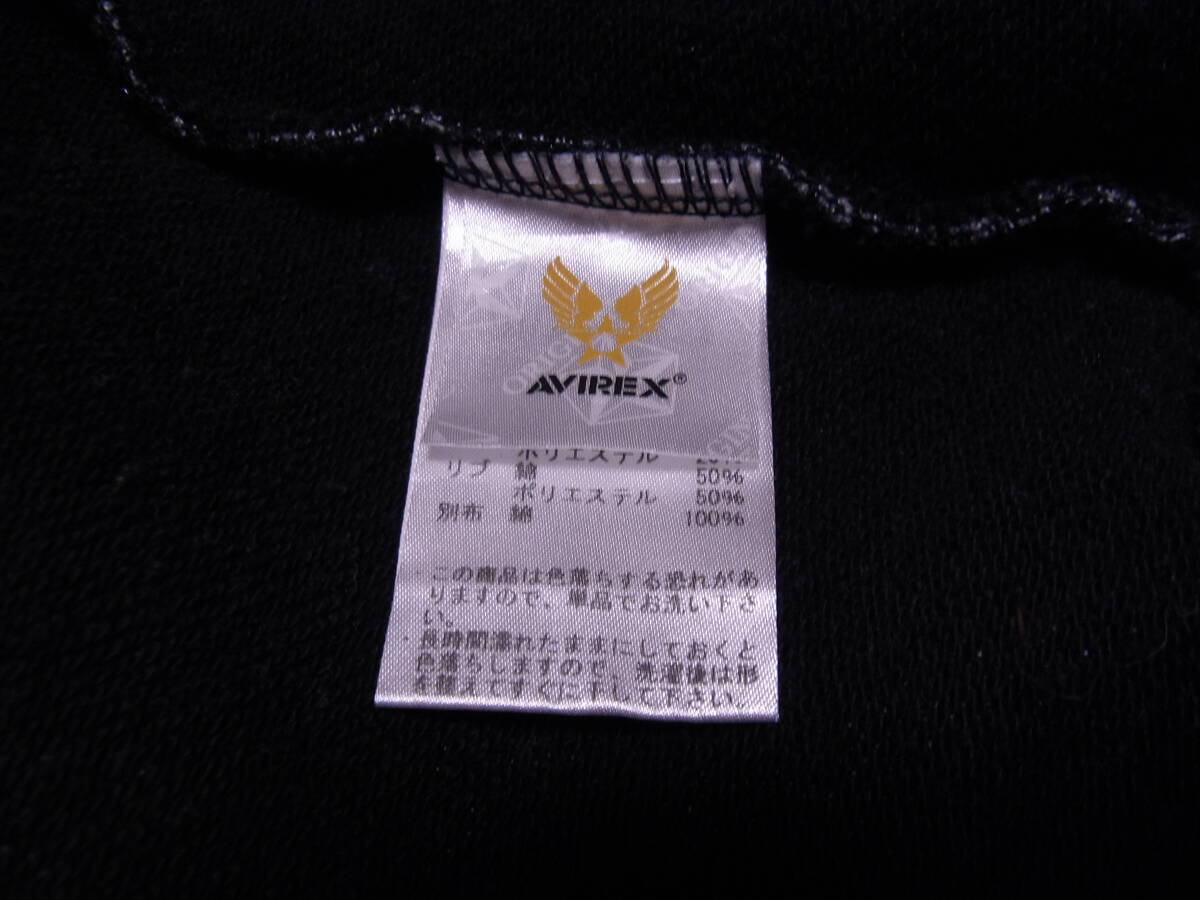 AVIREX®
ポリエステル
リブ 綿 50%
ポリエステル 50%
別布 綿 100%
この商品は色落ちする恐れがあ
りますので、単品でお洗い下さ
い。
・長時間濡れたままにしておくと
色落ちしますので、洗濯後は形
を整えてすぐに干して下さい。